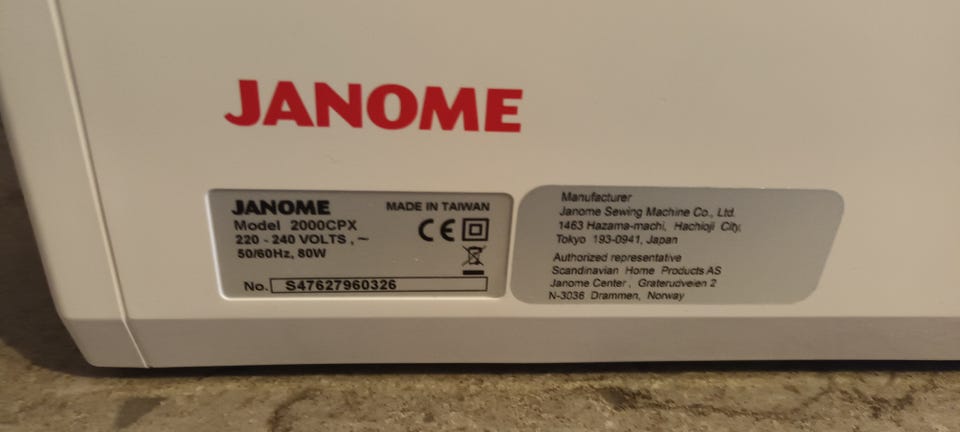 JANOME
JANOME
MADE IN TAIWAN
Model 2000CPX
220 - 240 VOLTS , ~
50/60Hz, 80W
CE
No. S47627960326
Manufacturer
Janome Sewing Machine Co., Ltd.
1463 Hazama-machi, Hachioji City,
Tokyo 193-0941, Japan
Authorized representative
Scandinavian Home Products AS
Janome Center , Graterudveien 2
N-3036 Drammen, Norway